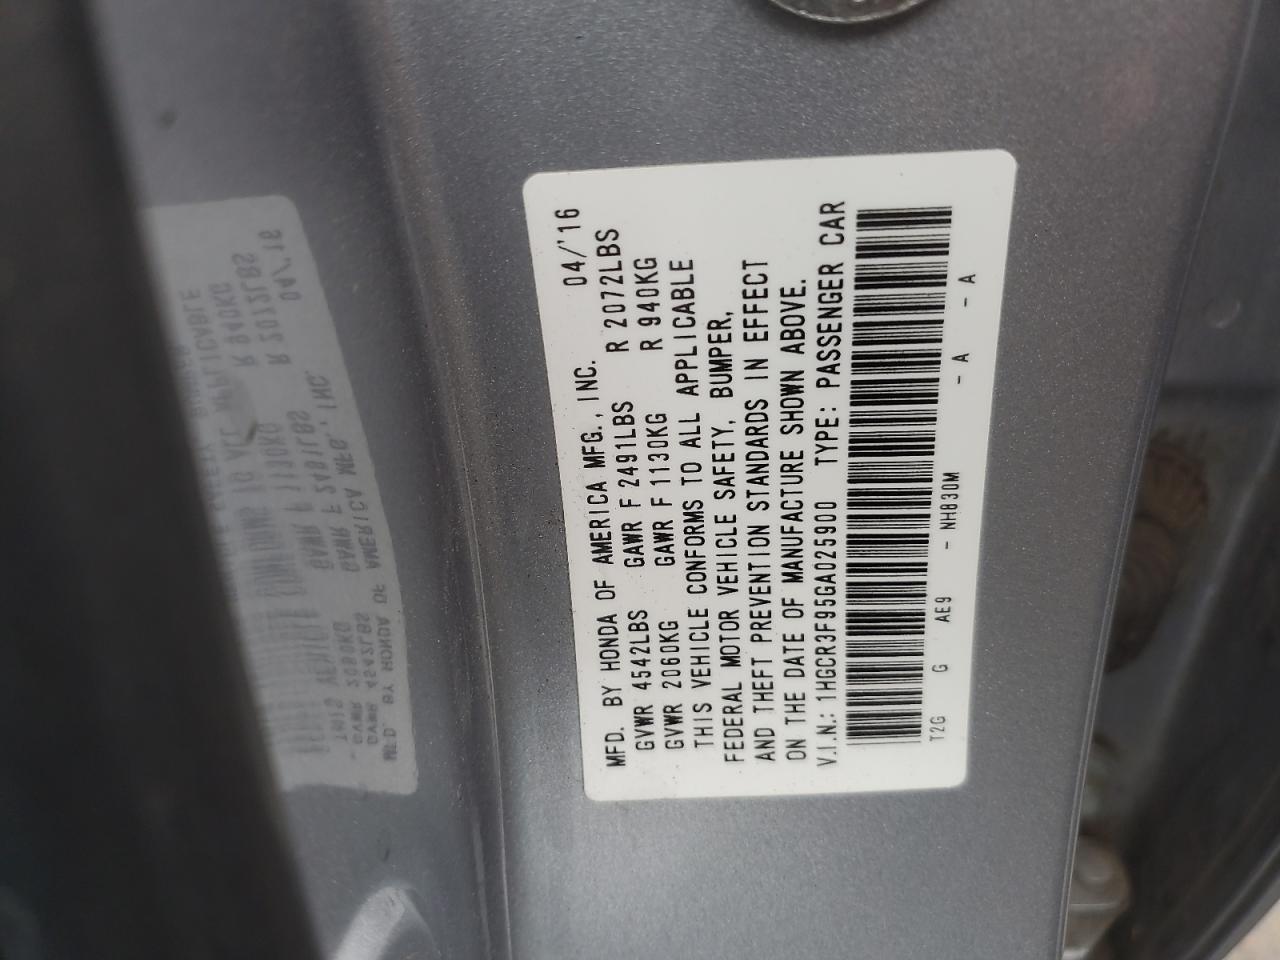 MFD. BY HONDA OF AMERICA MFG., INC. 04/'16
GVWR 4542LBS GAWR F 2491LBS R 2072LBS
GVWR 2060KG GAWR F 1130KG R 940KG
THIS VEHICLE CONFORMS TO ALL APPLICABLE
FEDERAL MOTOR VEHICLE SAFETY, BUMPER,
AND THEFT PREVENTION STANDARDS IN EFFECT
ON THE DATE OF MANUFACTURE SHOWN ABOVE.
V.I.N.: 1HGCR3F95GA025900 TYPE: PASSENGER CAR
T2G G AE9 - NH830M - A - A